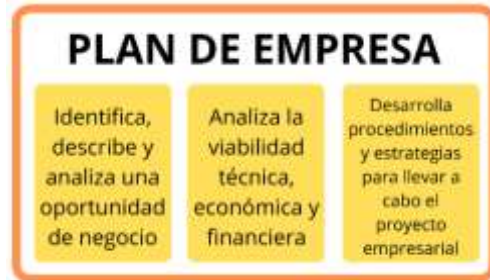 PLAN DE EMPRESA
Identifica,
describe y
analiza una
oportunidad
de negocio
Analiza la
viabilidad
técnica,
económica y
financiera
Desarrolla
procedimientos
y estrategias
para llevar a
cabo el
proyecto
empresarial